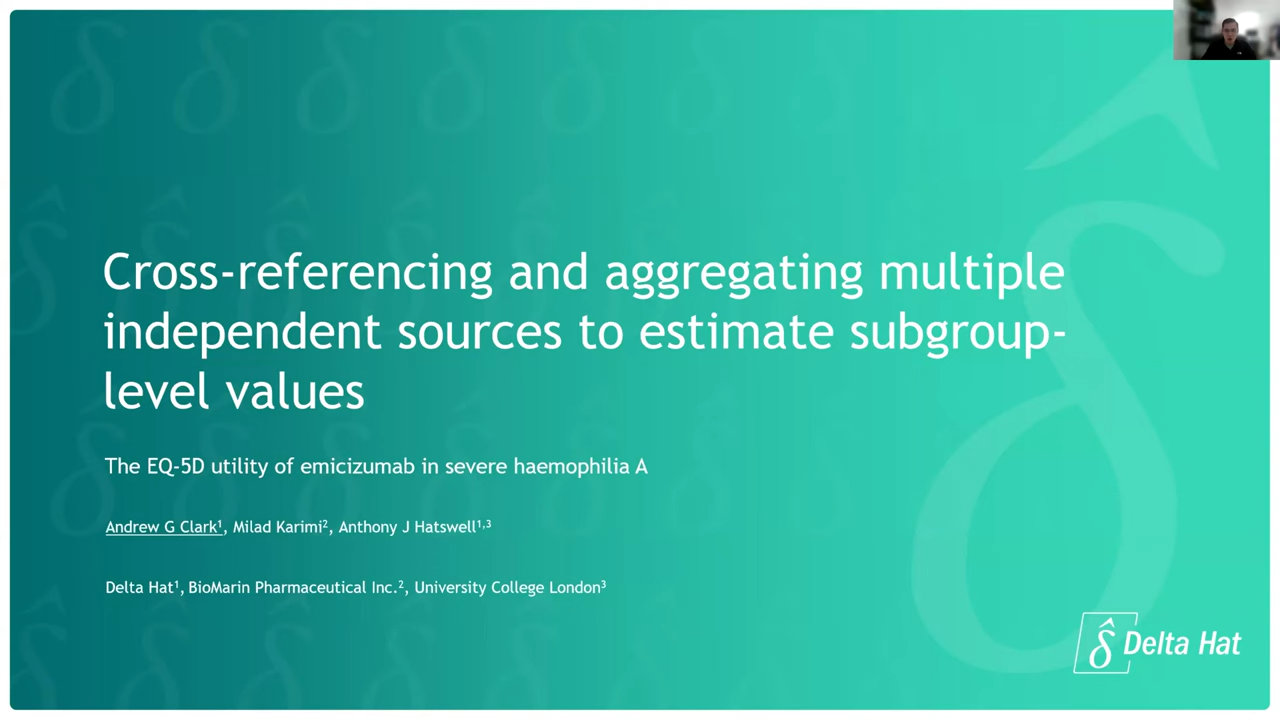 Cross-referencing and aggregating multiple
independent sources to estimate subgroup-
level values
The EQ-5D utility of emicizumab in severe haemophilia A
Andrew G Clark¹, Milad Karimi², Anthony J Hatswell¹,³
Delta Hat¹, BioMarin Pharmaceutical Inc.², University College London³
δ̂ Delta Hat